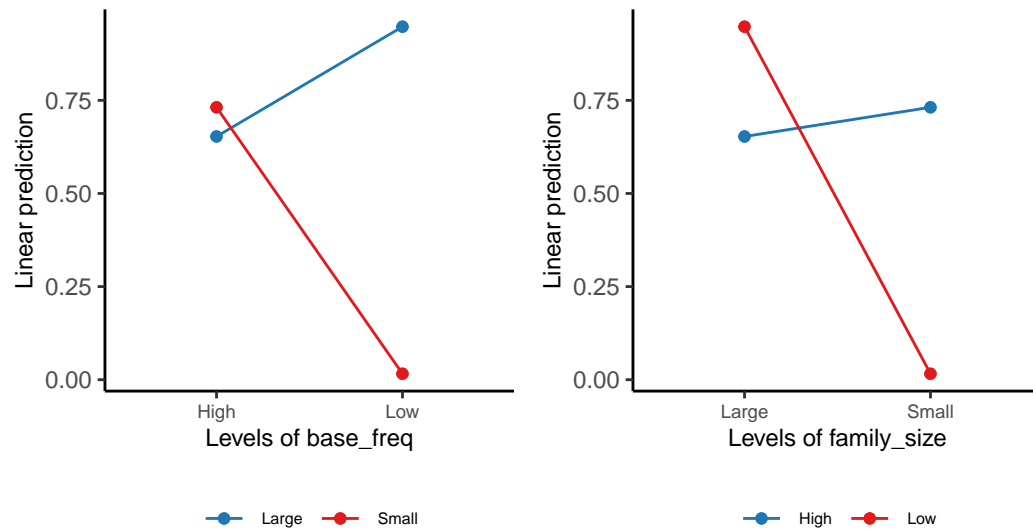 Linear prediction
0.75
0.50
0.25
0.00
High Low
Levels of base_freq
Large Small
Linear prediction
0.75
0.50
0.25
0.00
Large Small
Levels of family_size
High Low